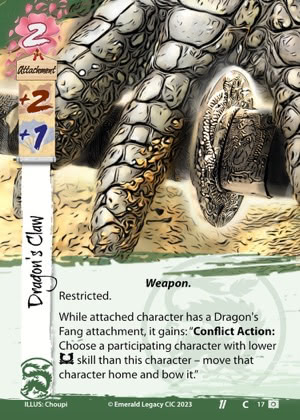 2
Attachment
+2
+1
Dragon's Claw
Weapon.
Restricted.
While attached character has a Dragon's
Fang attachment, it gains: "Conflict Action:
Choose a participating character with lower
skill than this character – move that
character home and bow it."
ILLUS: Choupi
© Emerald Legacy CIC 2023
C
17